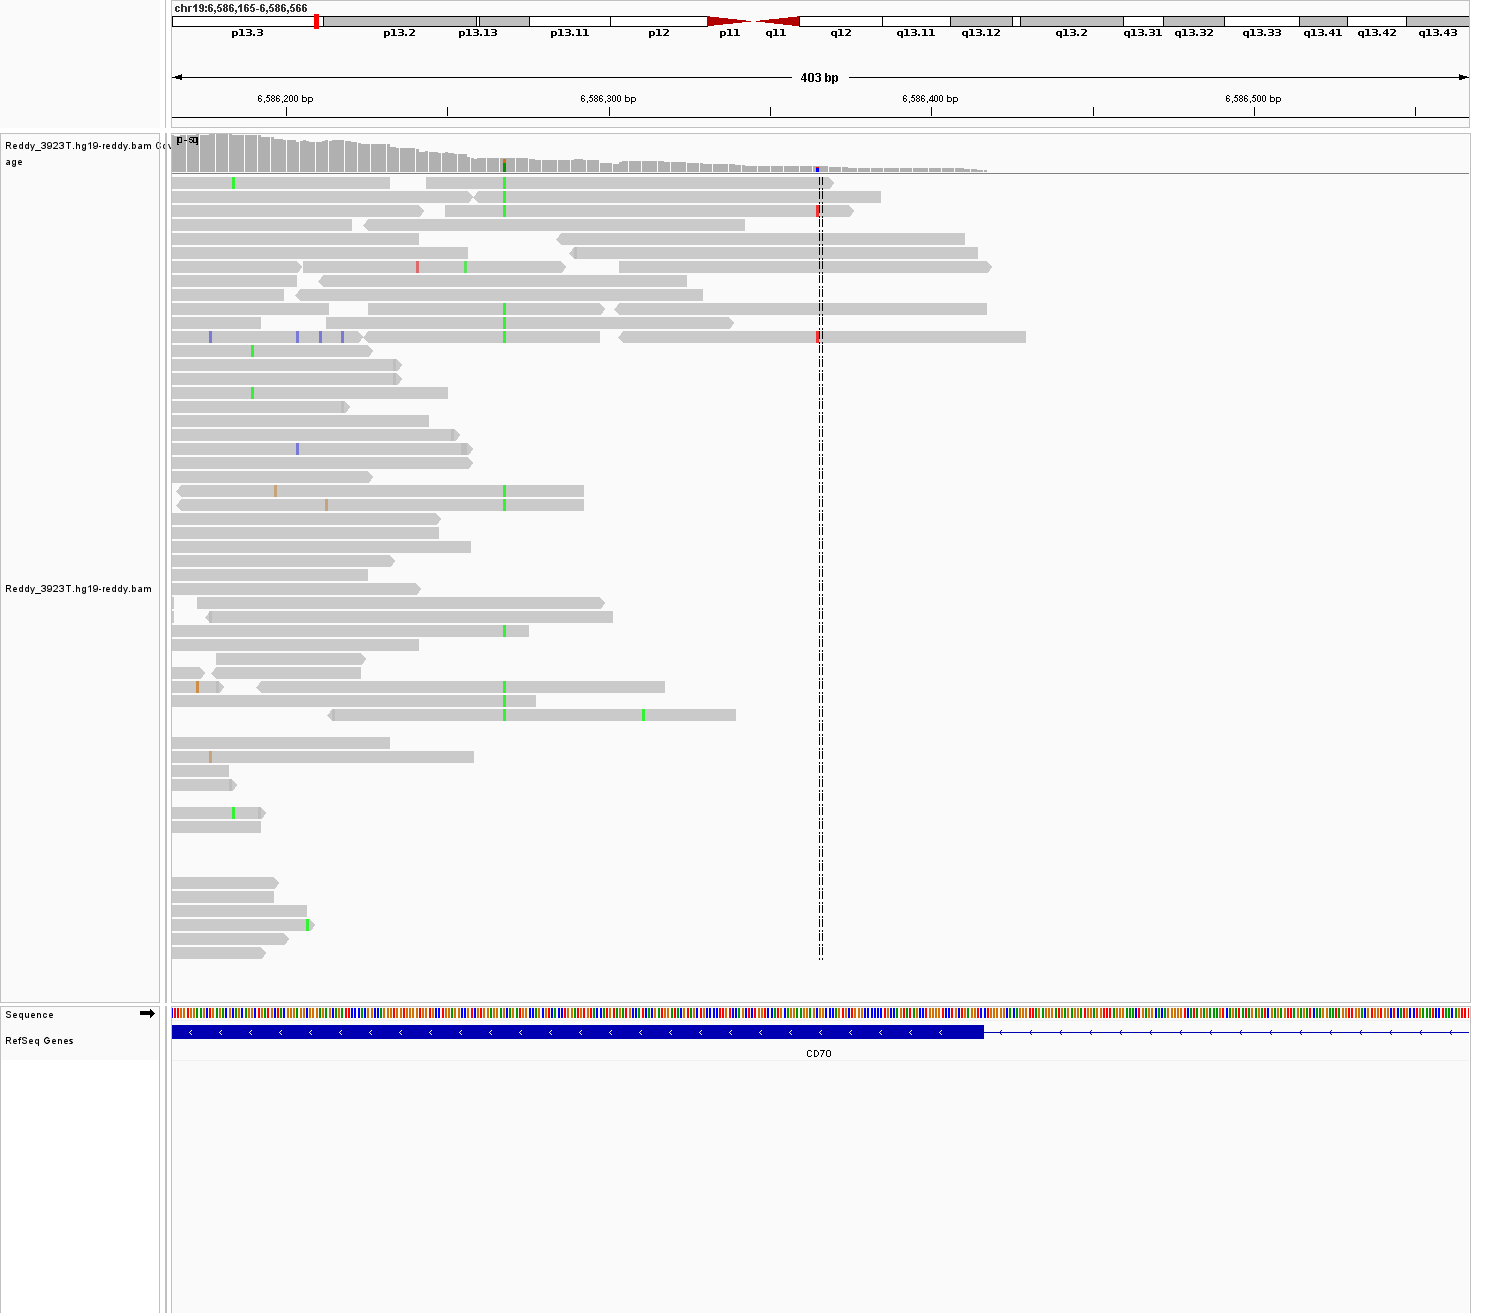 chr19:6,586,165-6,586,566
p13.3 p13.2 p13.13 p13.11 p12 p11 q11 q12 q13.11 q13.12 q13.2 q13.31 q13.32 q13.33 q13.41 q13.42 q13.43
403 bp
6,586,200 bp 6,586,300 bp 6,586,400 bp 6,586,500 bp
Reddy_3923T.hg19-reddy.bam Cov
age
Reddy_3923T.hg19-reddy.bam
Sequence
RefSeq Genes
CD70